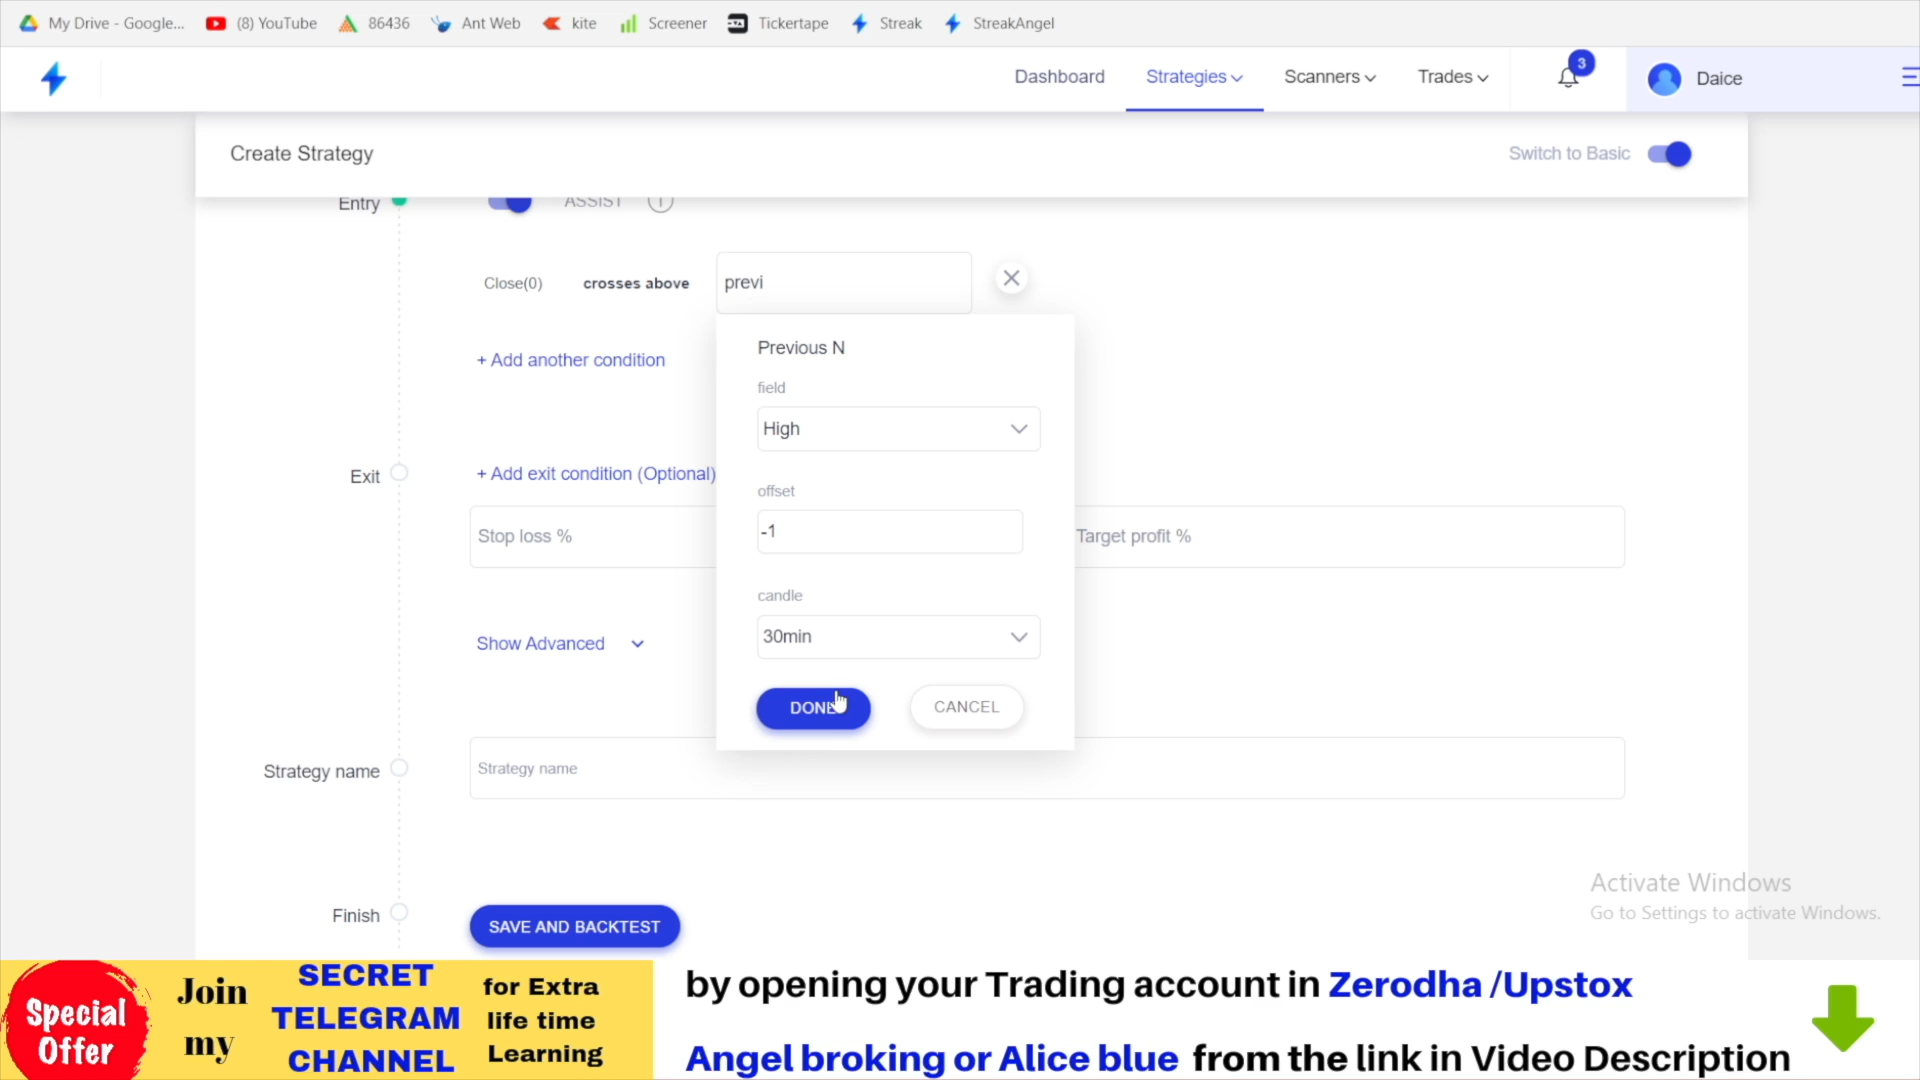 My Drive - Google...
(8) YouTube
86436
Ant Web
kite
Screener
Tickertape
Streak
StreakAngel
Dashboard
Strategies
Scanners
Trades
3
Daice
Create Strategy
Switch to Basic
Entry
ASSIST
Close(0) crosses above previ
Previous N
+ Add another condition
field
High
Exit
+ Add exit condition (Optional)
offset
-1
Stop loss %
Target profit %
candle
30min
Show Advanced
DONE
CANCEL
Strategy name
Strategy name
Activate Windows
Go to Settings to activate Windows.
Finish
SAVE AND BACKTEST
Special
Offer
Join
my
SECRET
TELEGRAM
CHANNEL
for Extra
life time
Learning
by opening your Trading account in Zerodha /Upstox
Angel broking or Alice blue from the link in Video Description